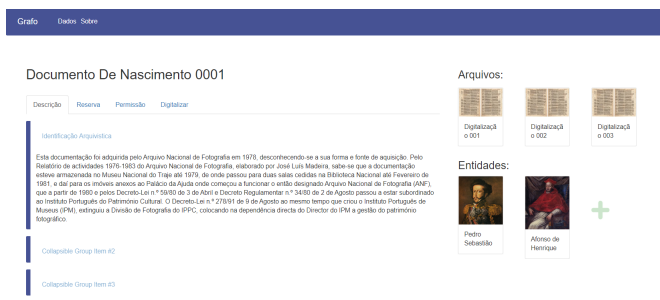 Grafo Dados Sobre
Documento De Nascimento 0001
Descrição Reserva Permissão Digitalizar
Identificação Arquivística
Esta documentação foi adquirida pelo Arquivo Nacional de Fotografia em 1978, desconhecendo-se a sua forma e fonte de aquisição. Pelo
Relatório de actividades 1976-1983 do Arquivo Nacional de Fotografia, elaborado por José Luís Madeira, sabe-se que a documentação
esteve armazenada no Museu Nacional do Traje até 1979, de onde passou para duas salas cedidas na Biblioteca Nacional até Fevereiro de
1981, e daí para os imóveis anexos ao Palácio da Ajuda onde começou a funcionar o então designado Arquivo Nacional de Fotografia (ANF),
que a partir de 1980 e pelos Decreto-Lei n.º 59/80 de 3 de Abril e Decreto Regulamentar n.º 34/80 de 2 de Agosto passou a estar subordinado
ao Instituto Português do Património Cultural. O Decreto-Lei n.º 278/91 de 9 de Agosto ao mesmo tempo que criou o Instituto Português de
Museus (IPM), extinguiu a Divisão de Fotografia do IPPC, colocando na dependência directa do Director do IPM a gestão do património
fotográfico.
Collapsible Group Item #2
Collapsible Group Item #3
Arquivos:
Digitalizaçã
o 001
Digitalizaçã
o 002
Digitalizaçã
o 003
Entidades:
Pedro
Sebastião
Afonso de
Henrique